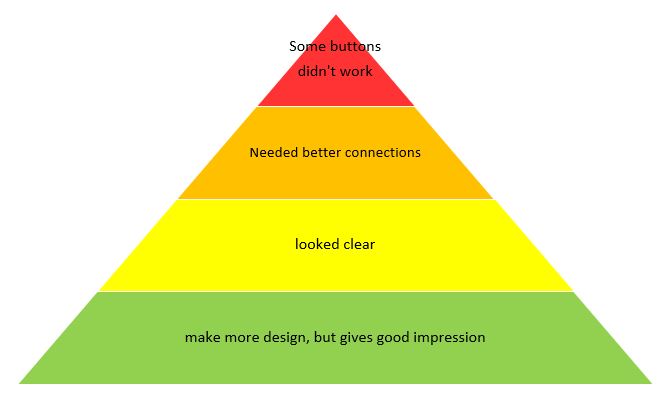 Some buttons
didn't work
Needed better connections
looked clear
make more design, but gives good impression